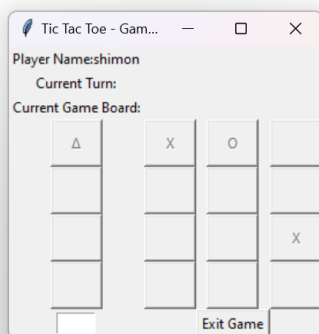 Tic Tac Toe - Gam...
Player Name:shimon
Current Turn:
Current Game Board:
Δ X O
X
Exit Game